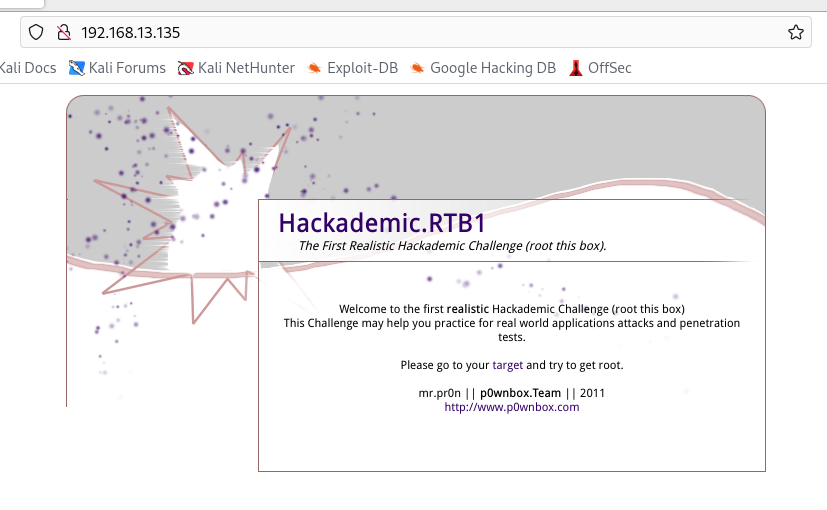 192.168.13.135
Kali Docs Kali Forums Kali NetHunter Exploit-DB Google Hacking DB OffSec
Hackademic.RTB1
The First Realistic Hackademic Challenge (root this box).
Welcome to the first realistic Hackademic Challenge (root this box)
This Challenge may help you practice for real world applications attacks and penetration
tests.
Please go to your target and try to get root.
mr.pr0n || p0wnbox.Team || 2011
http://www.p0wnbox.com